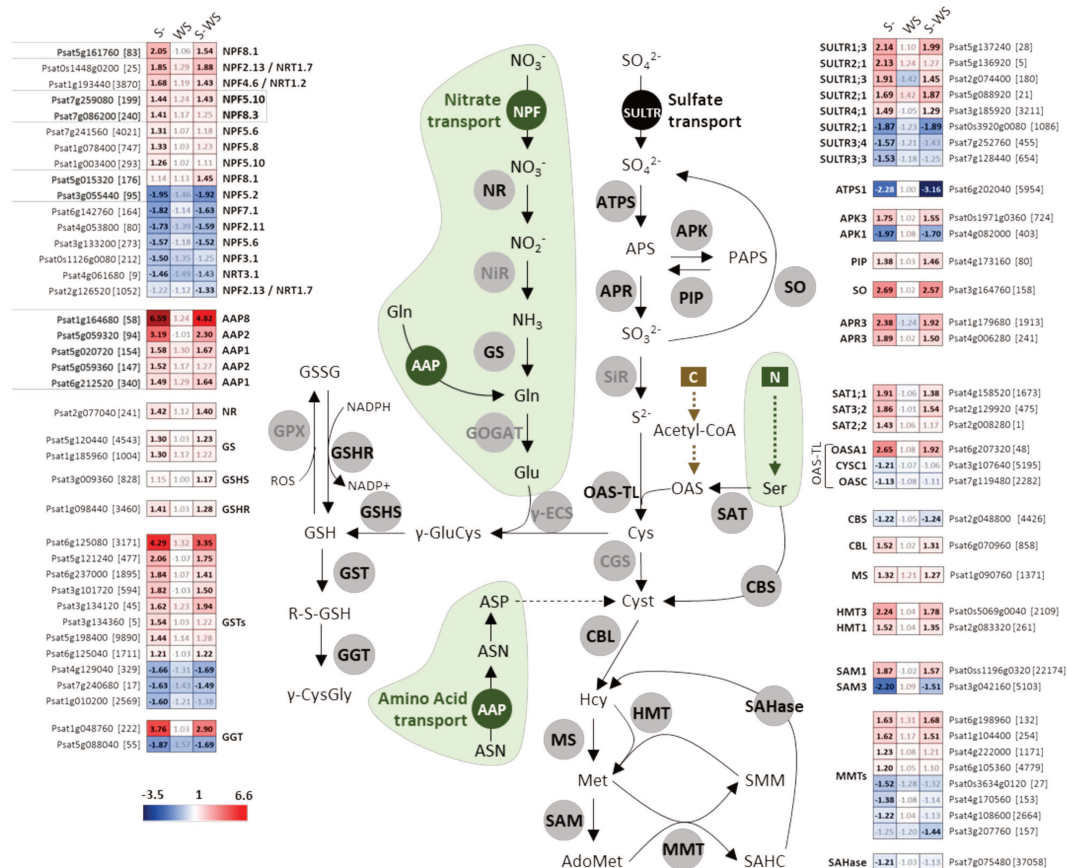 S- WS S-WS
Psat5g161760 [83] 2.05 -1.06 1.54 NPF8.1
Psat0s1448g0200 [25] 1.85 1.29 1.88 NPF2.13 / NRT1.7
Psat1g193440 [3870] 1.68 1.19 1.43 NPF4.6 / NRT1.2
Psat7g259080 [199] 1.44 1.24 1.43 NPF5.10
Psat7g086200 [240] 1.41 1.17 1.25 NPF8.3
Psat7g241560 [4021] 1.31 1.07 1.18 NPF5.6
Psat1g078400 [747] 1.33 1.03 1.23 NPF5.8
Psat1g003400 [293] 1.26 1.02 1.11 NPF5.10
Psat5g015320 [176] 1.14 1.13 1.45 NPF8.1
Psat3g055440 [95] -1.95 -1.46 -1.92 NPF5.2
Psat6g142760 [164] -1.82 -1.14 -1.63 NPF7.1
Psat4g053800 [80] -1.73 -1.39 -1.59 NPF2.11
Psat3g133200 [273] -1.57 -1.18 -1.52 NPF5.6
Psat0s1126g0080 [212] -1.50 -1.35 -1.25 NPF3.1
Psat4g061680 [9] -1.46 -1.49 -1.43 NRT3.1
Psat2g126520 [1052] -1.22 -1.12 -1.33 NPF2.13 / NRT1.7
Psat1g164680 [58] 6.59 1.24 4.82 AAP8
Psat5g059320 [94] 3.19 -1.01 2.30 AAP2
Psat5g020720 [154] 1.58 1.30 1.67 AAP1
Psat5g059360 [147] 1.52 1.17 1.27 AAP2
Psat6g212520 [340] 1.49 1.29 1.64 AAP1
Psat2g077040 [241] 1.42 1.12 1.40 NR
Psat5g120440 [4543] 1.30 1.03 1.23
GS
Psat1g185960 [1004] 1.30 1.17 1.22
Psat3g009360 [828] 1.15 1.00 1.17 GSHS
Psat1g098440 [3460] 1.41 1.03 1.28 GSHR
Psat6g125080 [3171] 4.29 1.32 3.35
Psat5g121240 [477] 2.06 -1.07 1.75
Psat6g237000 [1895] 1.84 1.07 1.41
Psat3g101720 [594] 1.82 -1.03 1.50
Psat3g134120 [45] 1.62 1.23 1.94
Psat3g134360 [5] 1.54 1.03 1.22 GSTs
Psat5g198400 [9890] 1.44 1.14 1.28
Psat6g125040 [1711] 1.21 -1.03 1.22
Psat4g129040 [329] -1.66 -1.31 -1.69
Psat7g240680 [17] -1.63 -1.43 -1.49
Psat1g010200 [2569] -1.60 -1.21 -1.38
Psat1g048760 [222] 3.76 1.03 2.90
GGT
Psat5g088040 [55] -1.87 -1.57 -1.69
-3.5 1 6.6
NO3-
Nitrate
transport
NPF
NO3-
NR
NO2-
NiR
NH3
Gln
AAP
GS
Gln
GOGAT
Glu
γ-ECS
GSSG
NADPH
GPX
GSHR
ROS
NADP+
GSHS
GSH
γ-GluCys
GST
R-S-GSH
GGT
γ-CysGly
SO42-
SULTR
Sulfate
transport
SO42-
ATPS
APS
APK
PAPS
APR
PIP
SO
SO32-
SiR
C
N
S2-
Acetyl-CoA
OAS-TL
OAS
Ser
SAT
Cys
CGS
CBS
ASP
Cyst
ASN
CBL
Amino Acid
transport
AAP
ASN
Hcy
SAHase
HMT
MS
Met
SMM
SAM
MMT
AdoMet
SAHC
S- WS S-WS
SULTR1;3 2.14 1.10 1.99 Psat5g137240 [28]
SULTR2;1 2.13 1.24 1.27 Psat5g136920 [5]
SULTR1;3 1.91 -1.42 1.45 Psat2g074400 [180]
SULTR2;1 1.69 1.42 1.87 Psat5g088920 [21]
SULTR4;1 1.49 -1.05 1.29 Psat3g185920 [3211]
SULTR2;1 -1.87 -1.23 -1.89 Psat0s3920g0080 [1086]
SULTR3;4 -1.57 -1.21 -1.43 Psat7g252760 [455]
SULTR3;3 -1.53 -1.18 -1.25 Psat7g128440 [654]
ATPS1 -2.28 1.00 -3.16 Psat6g202040 [5954]
APK3 1.75 1.02 1.55 Psat0s1971g0360 [724]
APK1 -1.97 1.08 -1.70 Psat4g082000 [403]
PIP 1.38 1.03 1.46 Psat4g173160 [80]
SO 2.69 1.02 2.57 Psat3g164760 [158]
APR3 2.38 -1.24 1.92 Psat1g179680 [1913]
APR3 1.89 1.02 1.50 Psat4g006280 [241]
SAT1;1 1.91 -1.06 1.38 Psat4g158520 [1673]
SAT3;2 1.86 -1.01 1.54 Psat2g129920 [475]
SAT2;2 1.43 1.06 1.17 Psat2g008280 [1]
OAS-TL
OASA1 2.65 1.08 1.92 Psat6g207320 [48]
CYSC1 -1.21 -1.07 -1.06 Psat3g107640 [5195]
OASC -1.13 -1.08 -1.11 Psat7g119480 [2282]
CBS -1.22 -1.05 -1.24 Psat2g048800 [4426]
CBL 1.52 1.02 1.31 Psat6g070960 [858]
MS 1.32 1.21 1.27 Psat1g090760 [1371]
HMT3 2.24 1.04 1.78 Psat0s5069g0040 [2109]
HMT1 1.52 1.04 1.35 Psat2g083320 [261]
SAM1 1.87 -1.02 1.57 Psat0ss1196g0320 [22174]
SAM3 -2.20 1.09 -1.51 Psat3g042160 [5103]
1.63 1.31 1.68 Psat6g198960 [132]
1.62 1.17 1.51 Psat1g104400 [254]
1.23 1.08 1.21 Psat4g222000 [1171]
1.20 1.05 1.10 Psat6g105360 [4779]
MMTs
-1.52 -1.28 -1.32 Psat0s3634g0120 [27]
-1.38 -1.08 -1.14 Psat4g170560 [153]
-1.22 1.04 -1.13 Psat4g108600 [2664]
-1.25 -1.20 -1.44 Psat3g207760 [157]
SAHase -1.21 -1.03 -1.13 Psat7g075480 [37058]